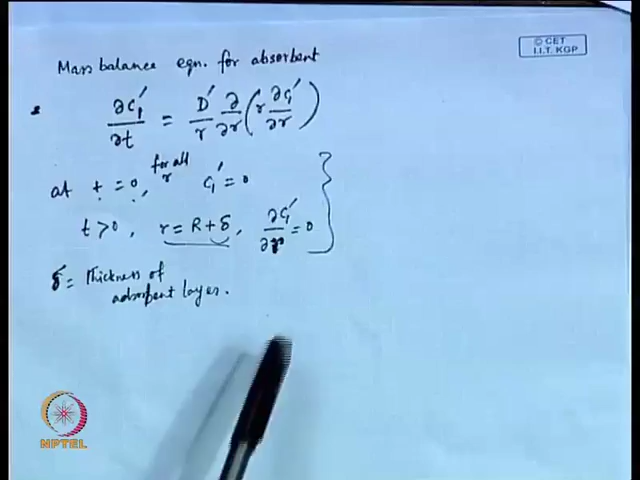 © CET
I.I.T. KGP
Mass balance eqn. for absorbent
∂C₁'/∂t = D'/r ∂/∂r (r ∂C₁'/∂r)
at t = 0, for all r C₁' = 0
t > 0, r = R + δ, ∂C₁'/∂r = 0
δ = Thickness of
adsorbent layer.
NPTEL